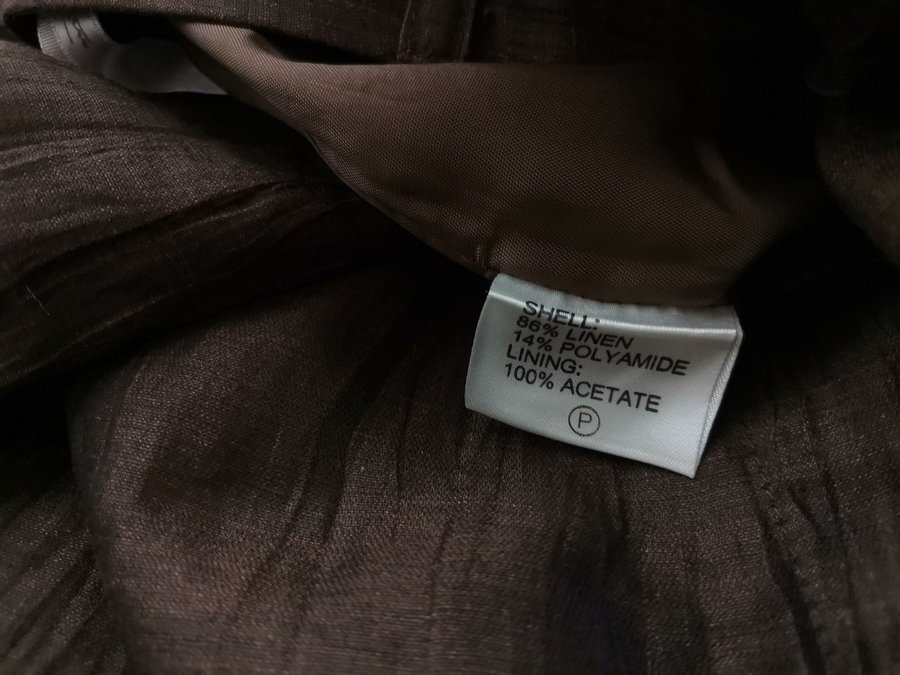 SHELL:
86% LINEN
14% POLYAMIDE
LINING:
100% ACETATE
P